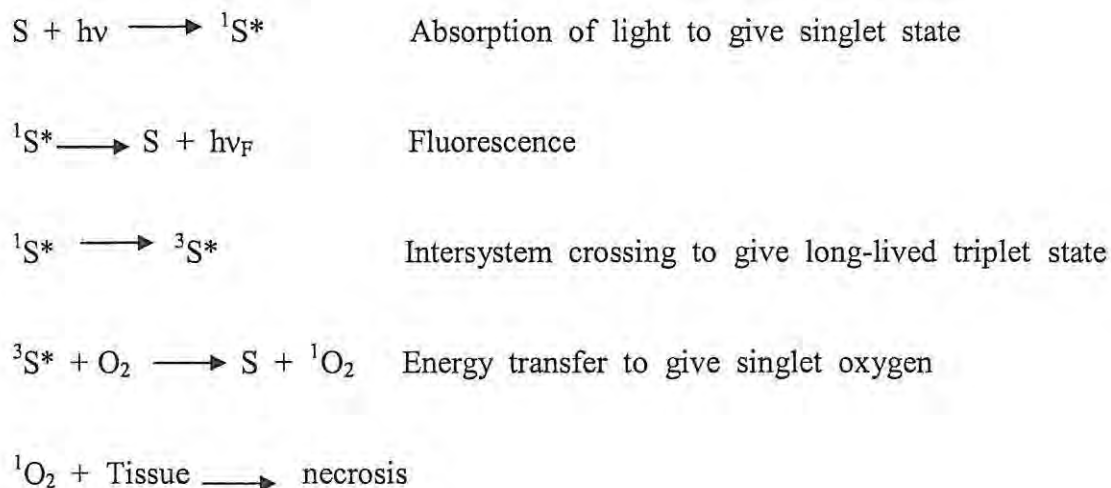 S + hν ⟶ ¹S* Absorption of light to give singlet state
¹S* ⟶ S + hν_F Fluorescence
¹S* ⟶ ³S* Intersystem crossing to give long-lived triplet state
³S* + O₂ ⟶ S + ¹O₂ Energy transfer to give singlet oxygen
¹O₂ + Tissue ⟶ necrosis